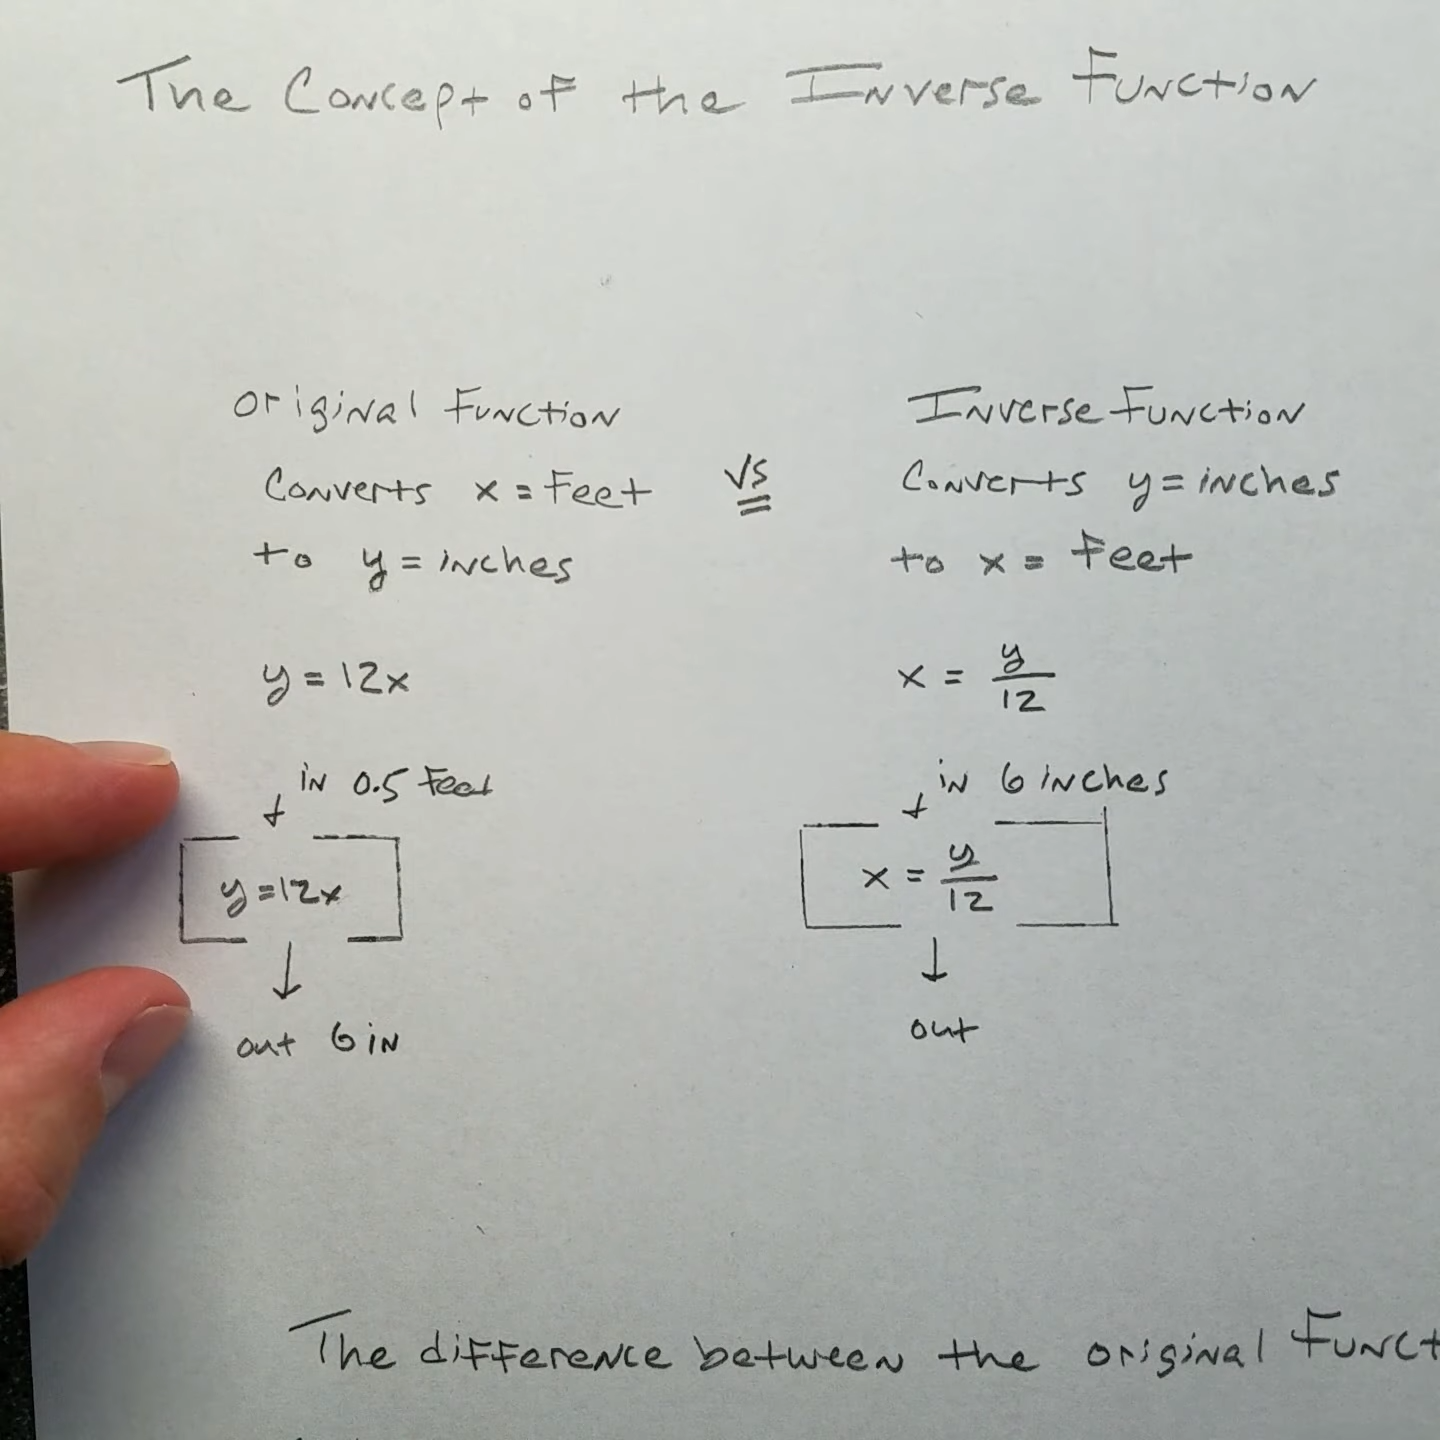 The Concept of the Inverse Function
Original Function
Converts x = Feet
to y = inches
y = 12x
in 0.5 Feet
y = 12x
out 6 in
vs
Inverse Function
Converts y = inches
to x = Feet
x = y/12
in 6 inches
x = y/12
out
The difference between the original Funct